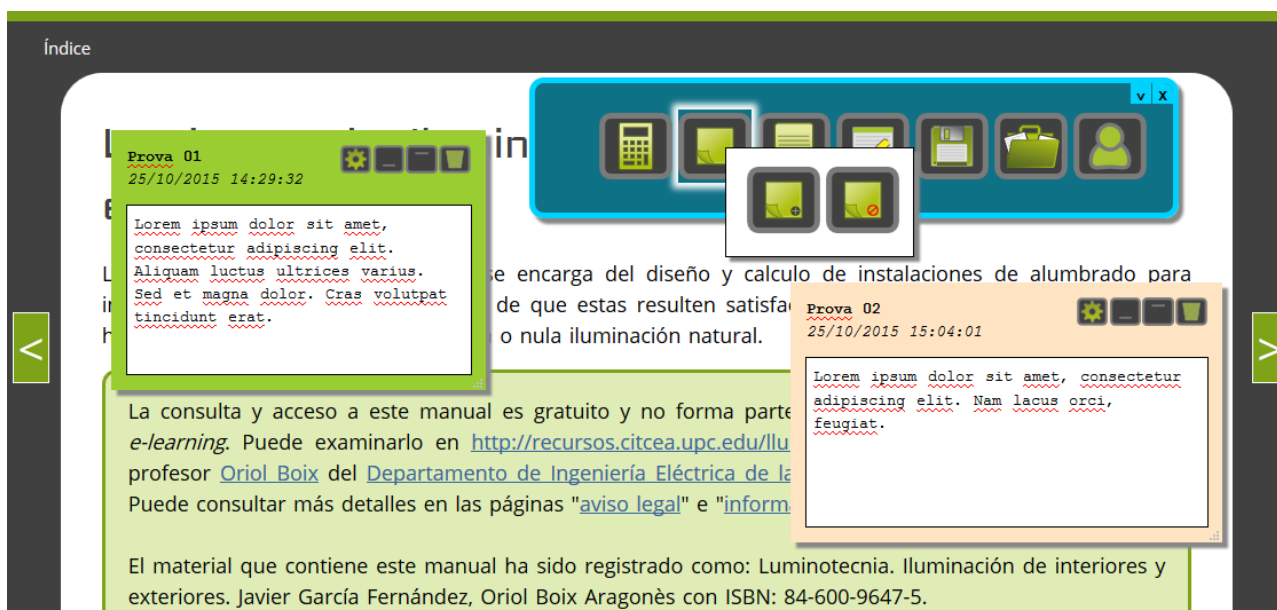 Índice
v X
in
Prova 01
25/10/2015 14:29:32
Lorem ipsum dolor sit amet,
consectetur adipiscing elit.
Aliquam luctus ultrices varius.
Sed et magna dolor. Cras volutpat
tincidunt erat.
se encarga del diseño y calculo de instalaciones de alumbrado para
de que estas resulten
o nula iluminación natural.
<
>
Prova 02
25/10/2015 15:04:01
Lorem ipsum dolor sit amet, consectetur
adipiscing elit. Nam lacus orci,
feugiat.
La consulta y acceso a este manual es gratuito y no forma parte
e-learning. Puede examinarlo en http://recursos.citcea.upc.edu/llu
profesor Oriol Boix del Departamento de Ingeniería Eléctrica de la
Puede consultar más detalles en las páginas "aviso legal" e "inform
El material que contiene este manual ha sido registrado como: Luminotecnia. Iluminación de interiores y
exteriores. Javier García Fernández, Oriol Boix Aragonès con ISBN: 84-600-9647-5.